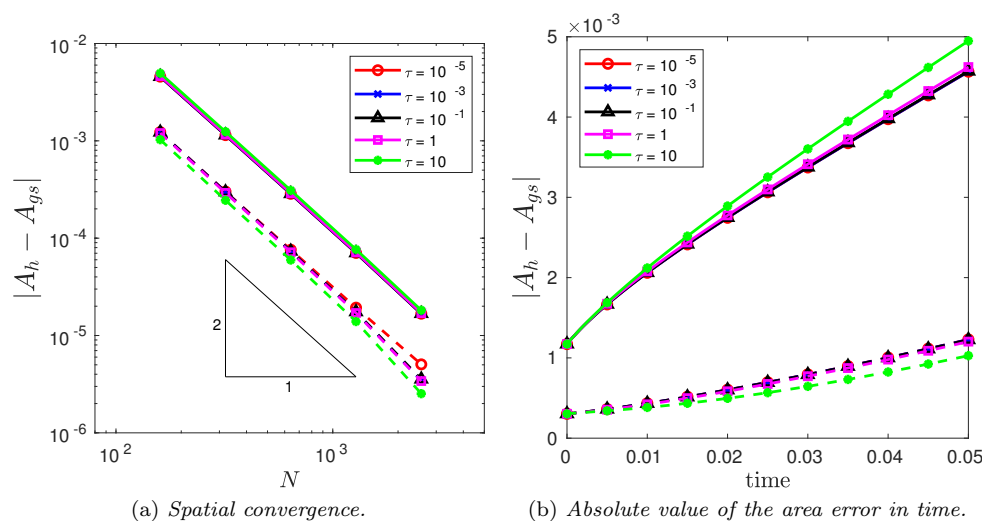 10^-2
10^-3
10^-4
10^-5
10^-6
|A_h − A_gs|
τ = 10^-5
τ = 10^-3
τ = 10^-1
τ = 1
τ = 10
2
1
10^2
10^3
N
(a) Spatial convergence.
×10^-3
5
4
3
2
1
0
|A_h − A_gs|
τ = 10^-5
τ = 10^-3
τ = 10^-1
τ = 1
τ = 10
0
0.01
0.02
0.03
0.04
0.05
time
(b) Absolute value of the area error in time.